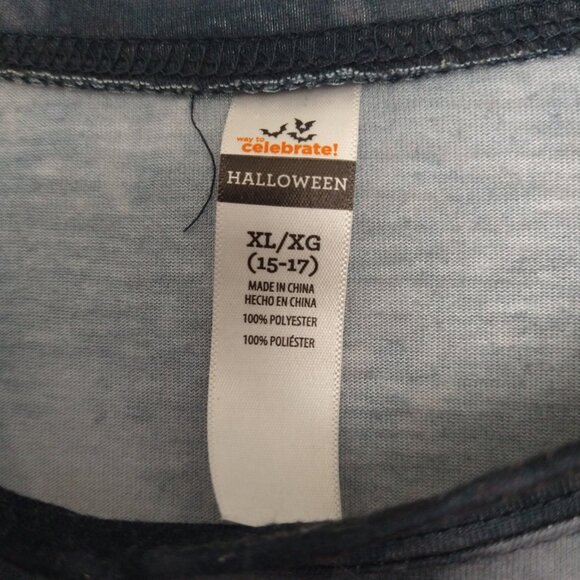 way to
celebrate!
HALLOWEEN
XL/XG
(15-17)
MADE IN CHINA
HECHO EN CHINA
100% POLYESTER
100% POLIÉSTER